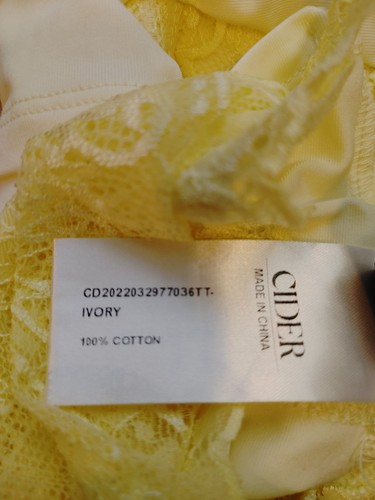 CD2022032977036TT-
IVORY
100% COTTON
CIDER
MADE IN CHINA